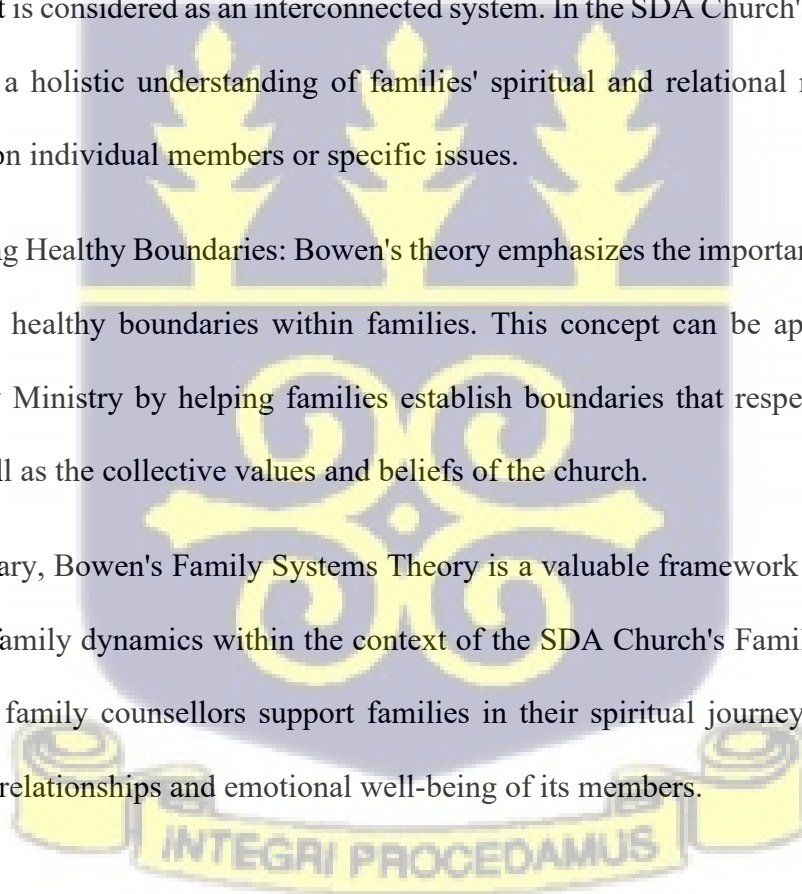 t is considered as an interconnected system. In the SDA Church'
a holistic understanding of families' spiritual and relational
on individual members or specific issues.
g Healthy Boundaries: Bowen's theory emphasizes the importan
healthy boundaries within families. This concept can be ap
Ministry by helping families establish boundaries that respe
ll as the collective values and beliefs of the church.
ary, Bowen's Family Systems Theory is a valuable framework
family dynamics within the context of the SDA Church's Famil
family counsellors support families in their spiritual journey
relationships and emotional well-being of its members.
INTEGRI PROCEDAMUS